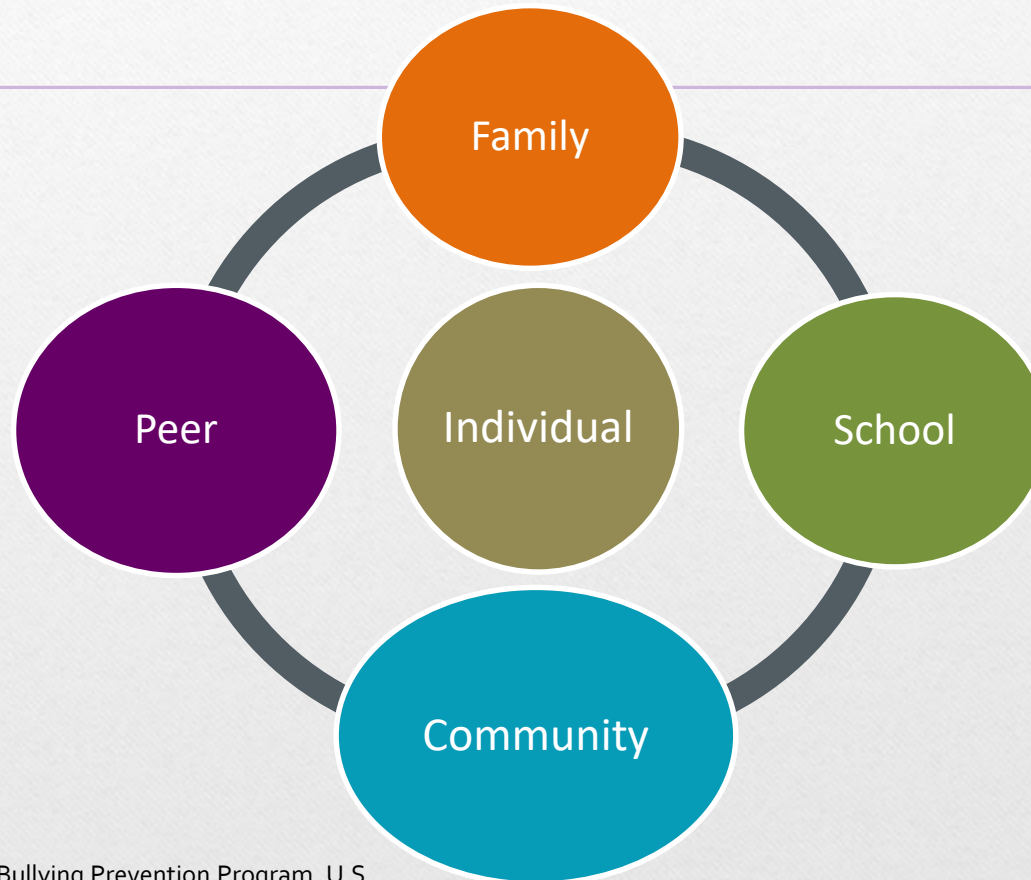 Family
Peer
Individual
School
Community
Bullying Prevention Program, U.S.